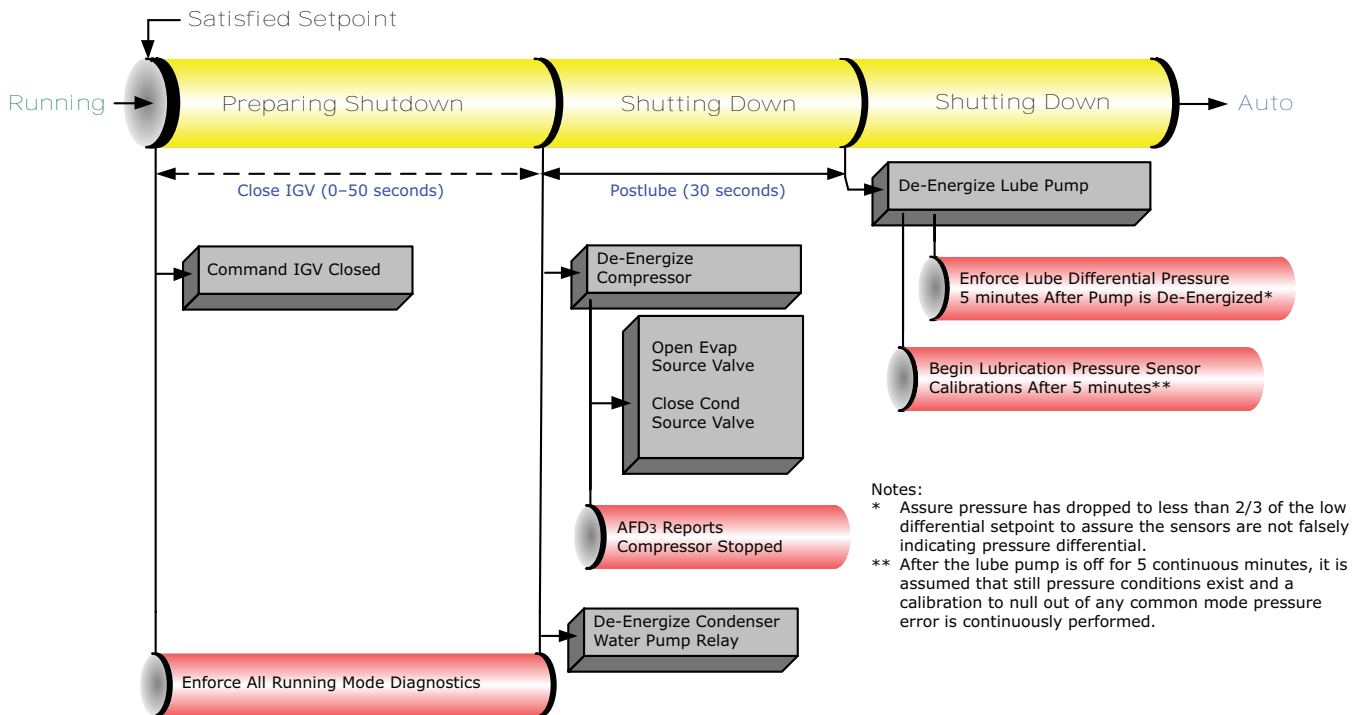 Satisfied Setpoint
Running
Preparing Shutdown
Shutting Down
Shutting Down
Auto
Close IGV (0–50 seconds)
Postlube (30 seconds)
De-Energize Lube Pump
Command IGV Closed
De-Energize
Compressor
Enforce Lube Differential Pressure
5 minutes After Pump is De-Energized*
Open Evap
Source Valve
Close Cond
Source Valve
Begin Lubrication Pressure Sensor
Calibrations After 5 minutes**
AFD3 Reports
Compressor Stopped
De-Energize Condenser
Water Pump Relay
Enforce All Running Mode Diagnostics
Notes:
* Assure pressure has dropped to less than 2/3 of the low
differential setpoint to assure the sensors are not falsely
indicating pressure differential.
** After the lube pump is off for 5 continuous minutes, it is
assumed that still pressure conditions exist and a
calibration to null out of any common mode pressure
error is continuously performed.